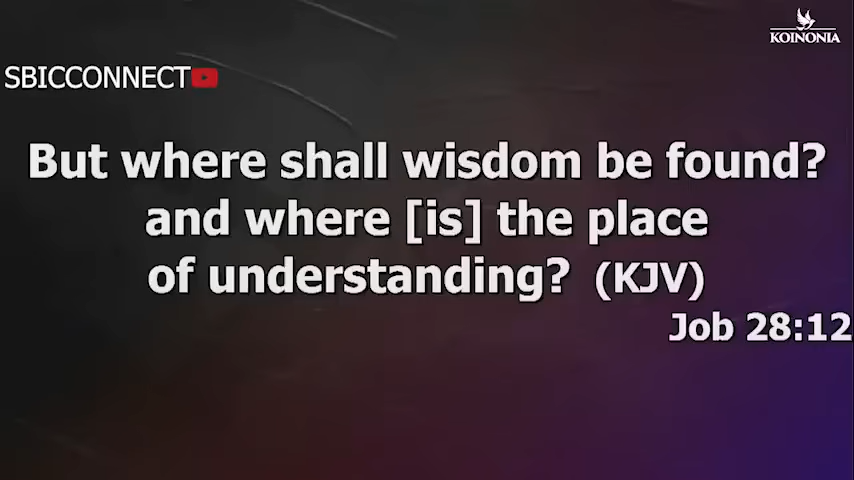 KOINONIA
SBICCONNECT
But where shall wisdom be found?
and where [is] the place
of understanding? (KJV)
Job 28:12